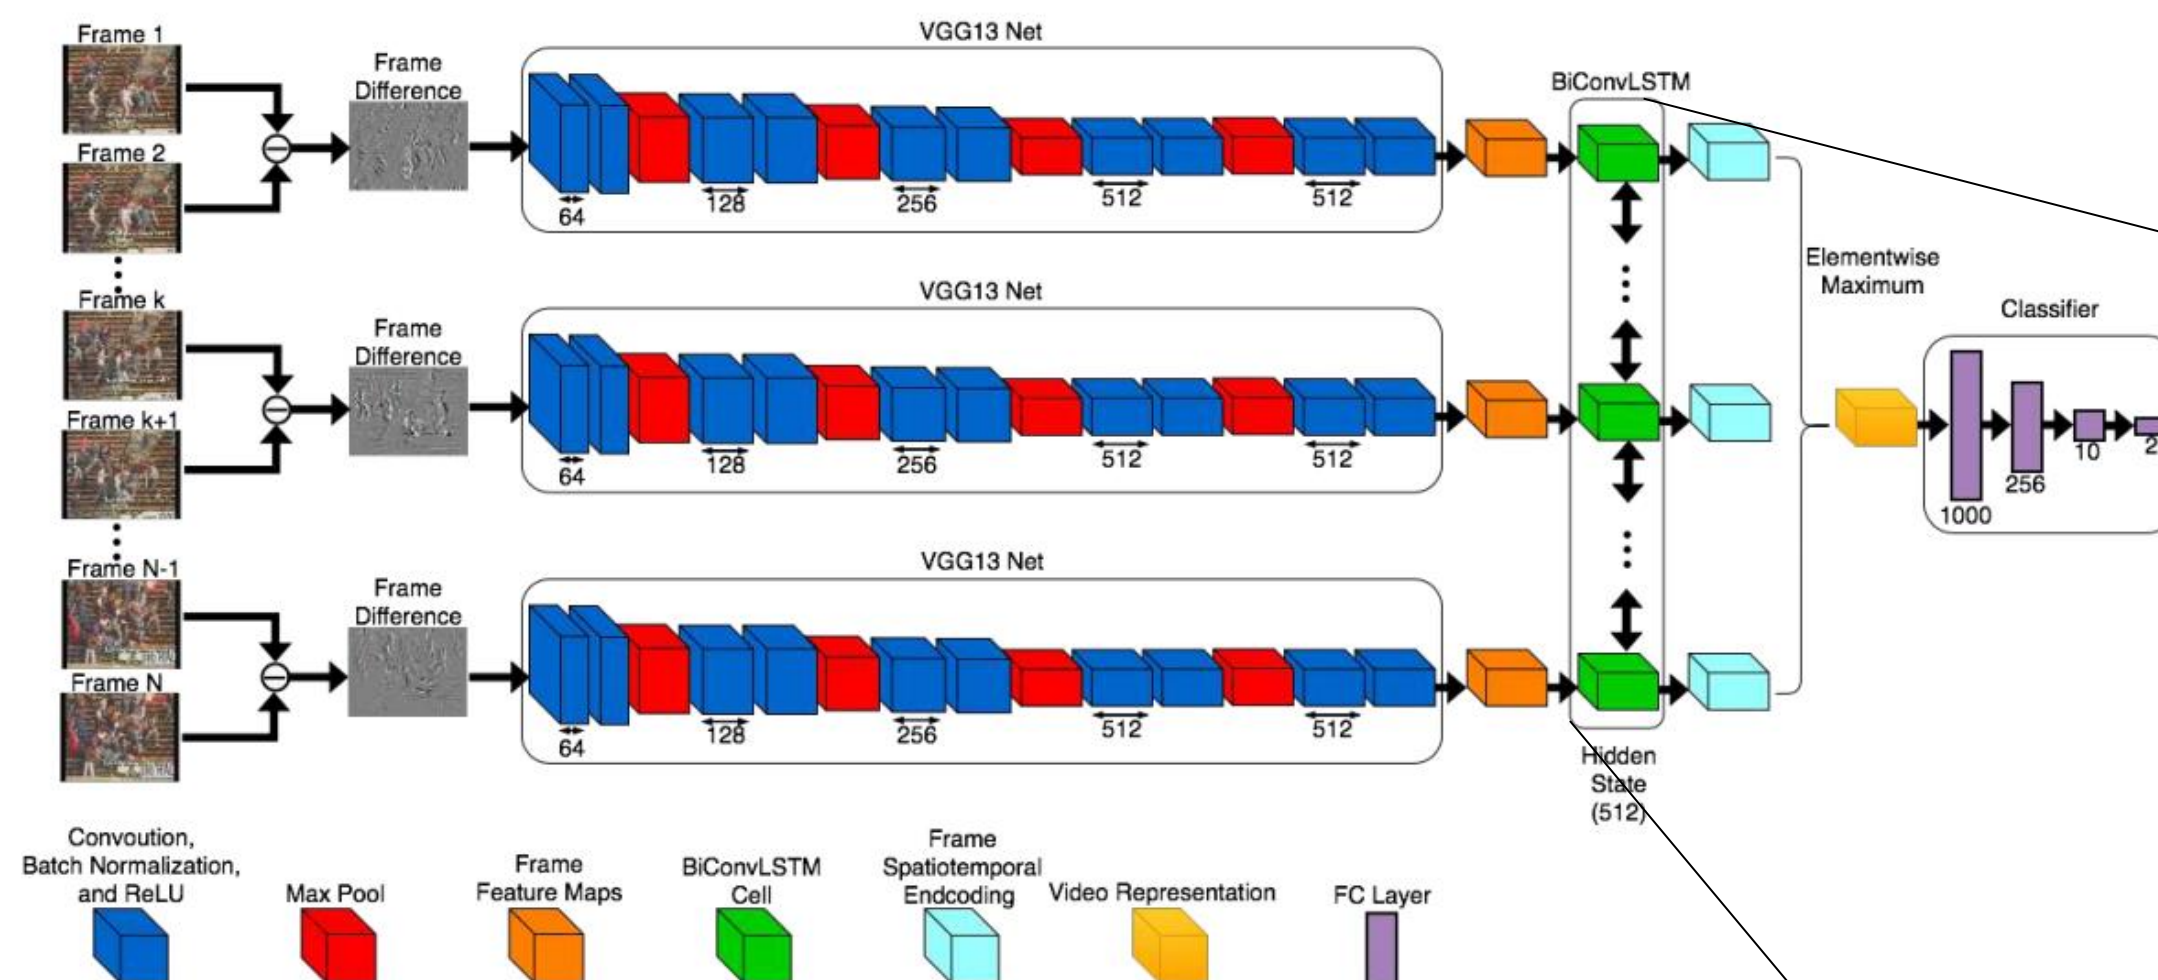 VGG13 Net
Frame 1
Frame
Difference
BiConvLSTM
Frame 2
64
128
256
512
512
Elementwise
Maximum
VGG13 Net
Frame k
Frame
Difference
Classifier
Frame k+1
64
128
256
512
512
1000
256
10
2
VGG13 Net
Frame N-1
Frame
Difference
Frame N
64
128
256
512
512
Hidden
State
(512)
Convoution,
Batch Normalization,
and ReLU
Max Pool
Frame
Feature Maps
BiConvLSTM
Cell
Frame
Spatiotemporal
Endcoding
Video Representation
FC Layer